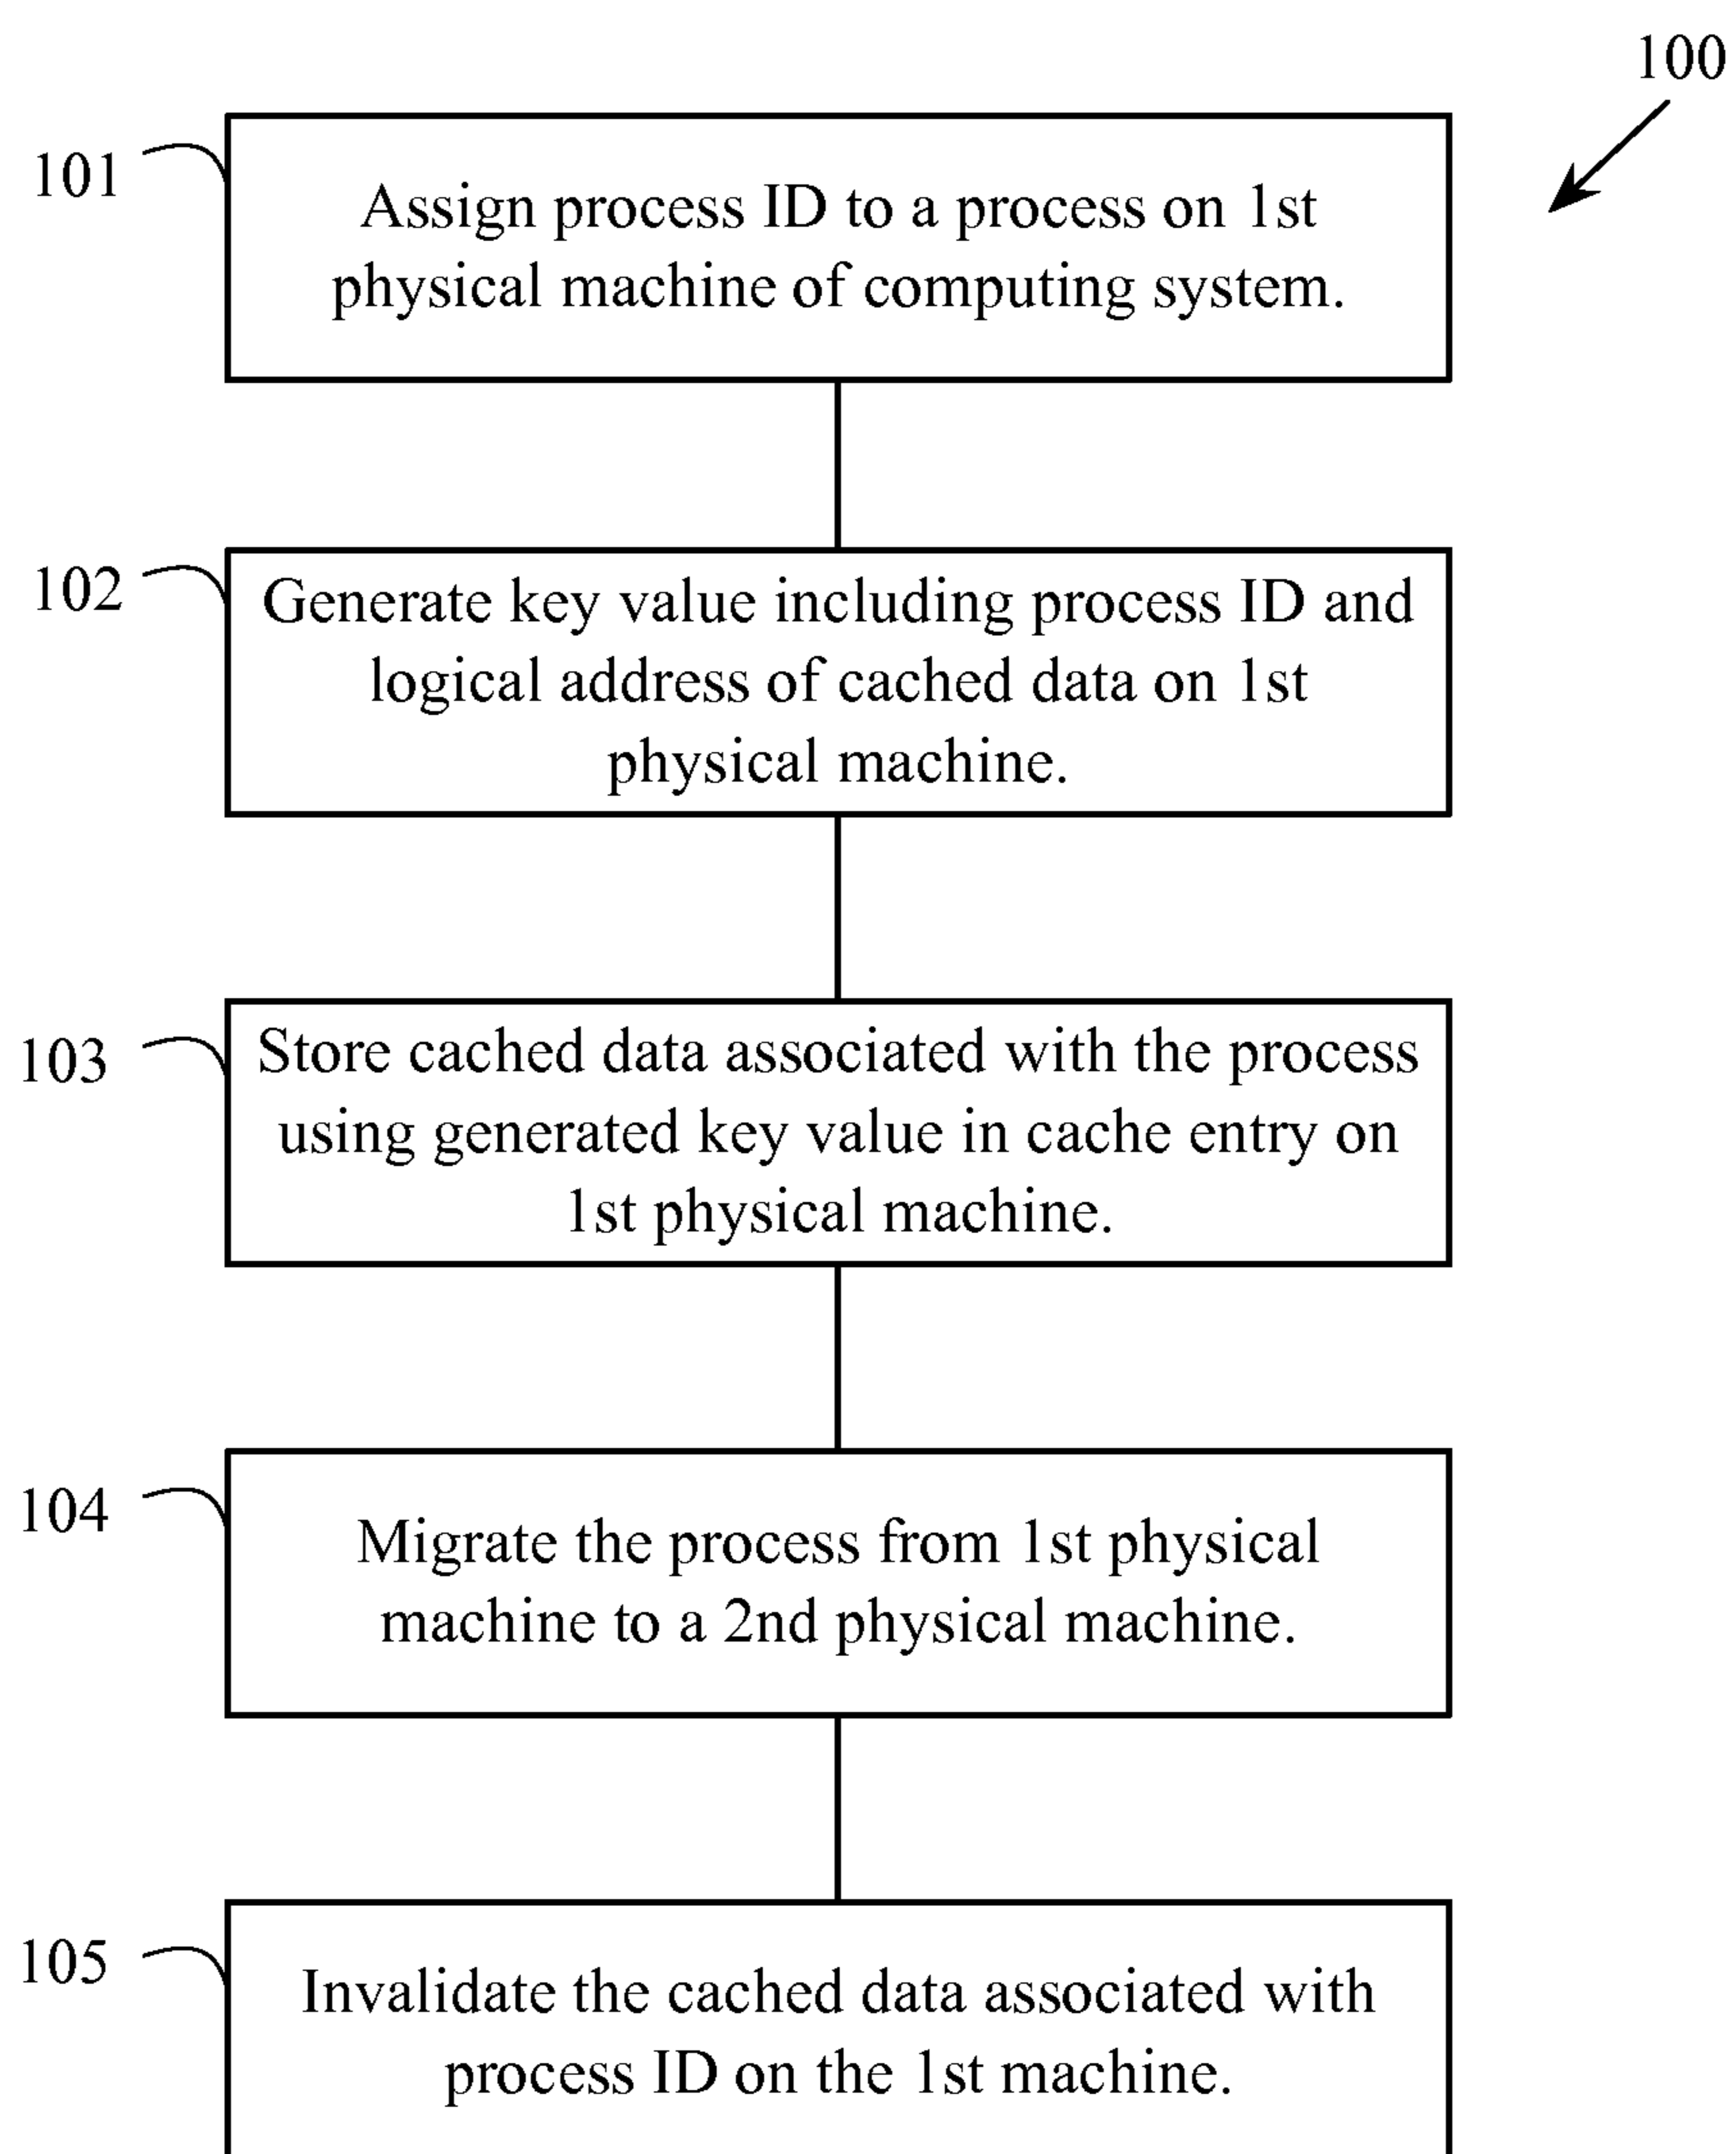 100
101
Assign process ID to a process on 1st
physical machine of computing system.
102
Generate key value including process ID and
logical address of cached data on 1st
physical machine.
103
Store cached data associated with the process
using generated key value in cache entry on
1st physical machine.
104
Migrate the process from 1st physical
machine to a 2nd physical machine.
105
Invalidate the cached data associated with
process ID on the 1st machine.